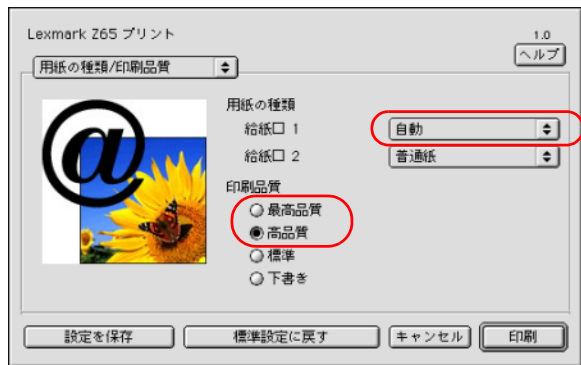 Lexmark Z65 プリント
1.0
ヘルプ
用紙の種類/印刷品質
用紙の種類
給紙口 1
自動
給紙口 2
普通紙
印刷品質
最高品質
高品質
標準
下書き
設定を保存
標準設定に戻す
キャンセル
印刷